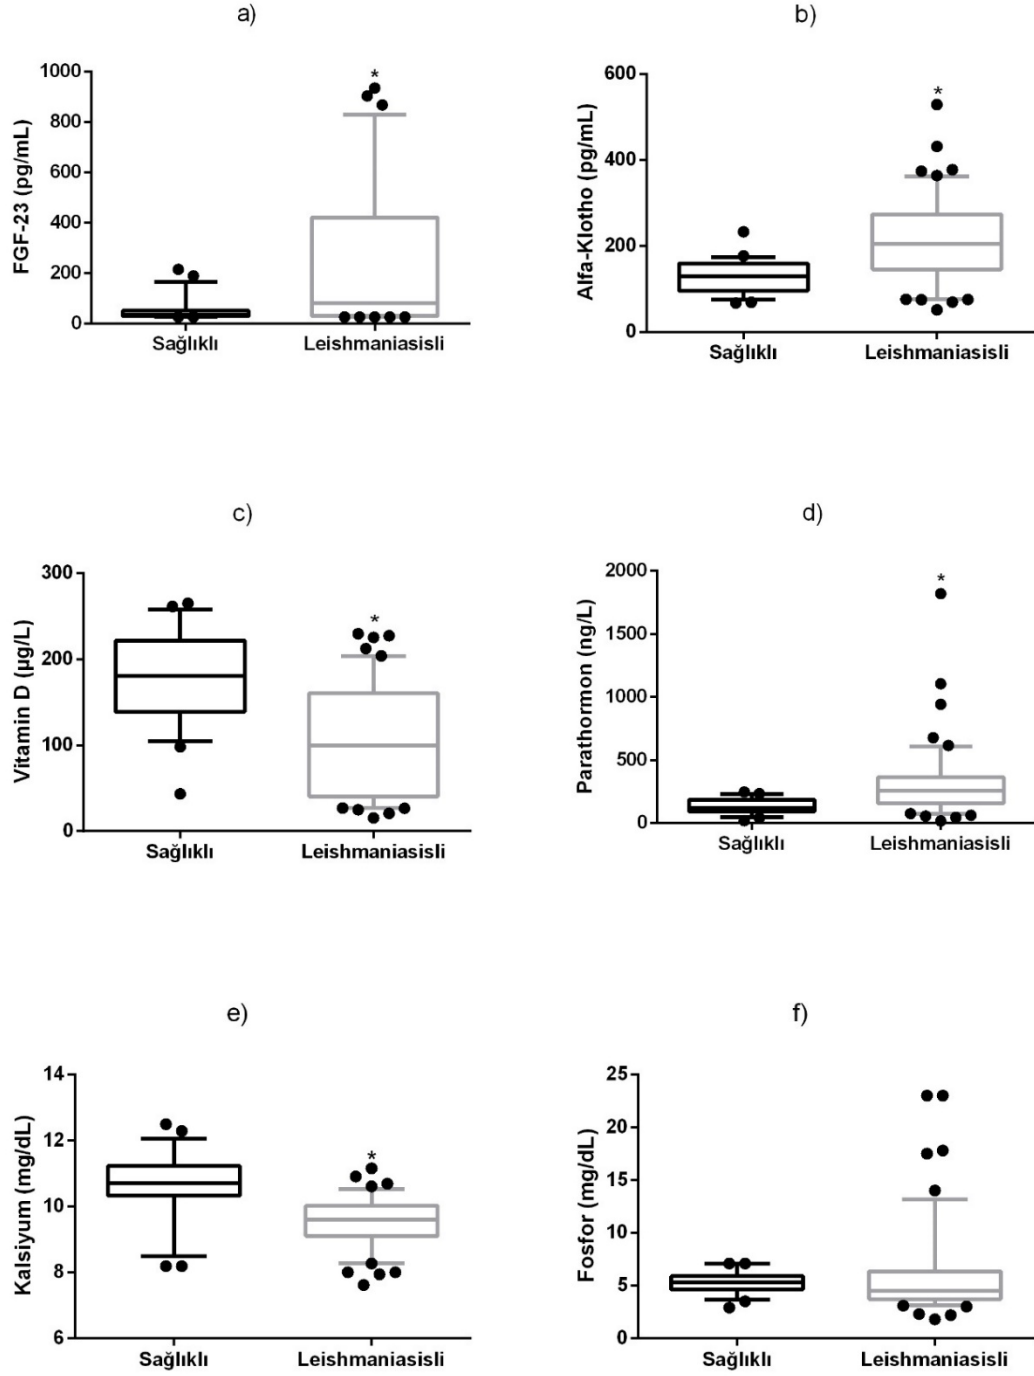 a)
FGF-23 (pg/mL)
1000
800
600
400
200
0
*
Sağlıklı
Leishmaniasisli
b)
Alfa-Klotho (pg/mL)
600
400
200
0
*
Sağlıklı
Leishmaniasisli
c)
Vitamin D (µg/L)
300
200
100
0
*
Sağlıklı
Leishmaniasisli
d)
Parathormon (ng/L)
2000
1500
1000
500
0
*
Sağlıklı
Leishmaniasisli
e)
Kalsiyum (mg/dL)
14
12
10
8
6
*
Sağlıklı
Leishmaniasisli
f)
Fosfor (mg/dL)
25
20
15
10
5
0
Sağlıklı
Leishmaniasisli